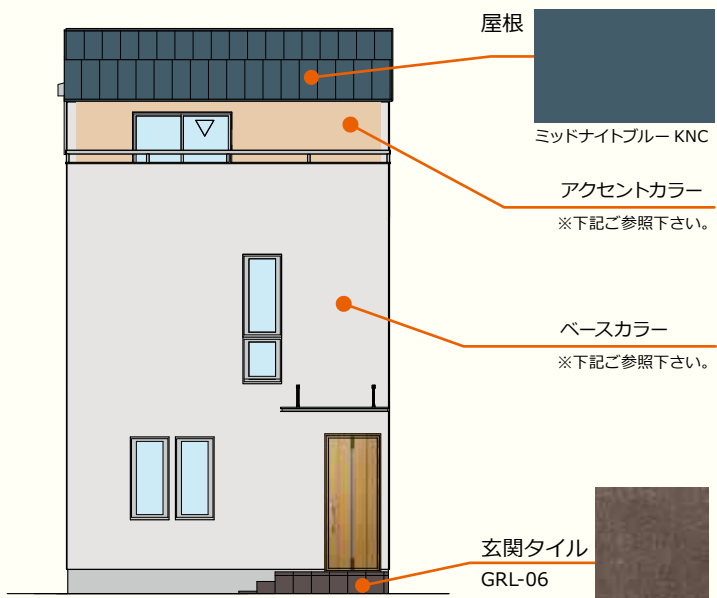 屋根
ミッドナイトブルー KNC
アクセントカラー
※下記ご参照下さい。
ベースカラー
※下記ご参照下さい。
玄関タイル
GRL-06